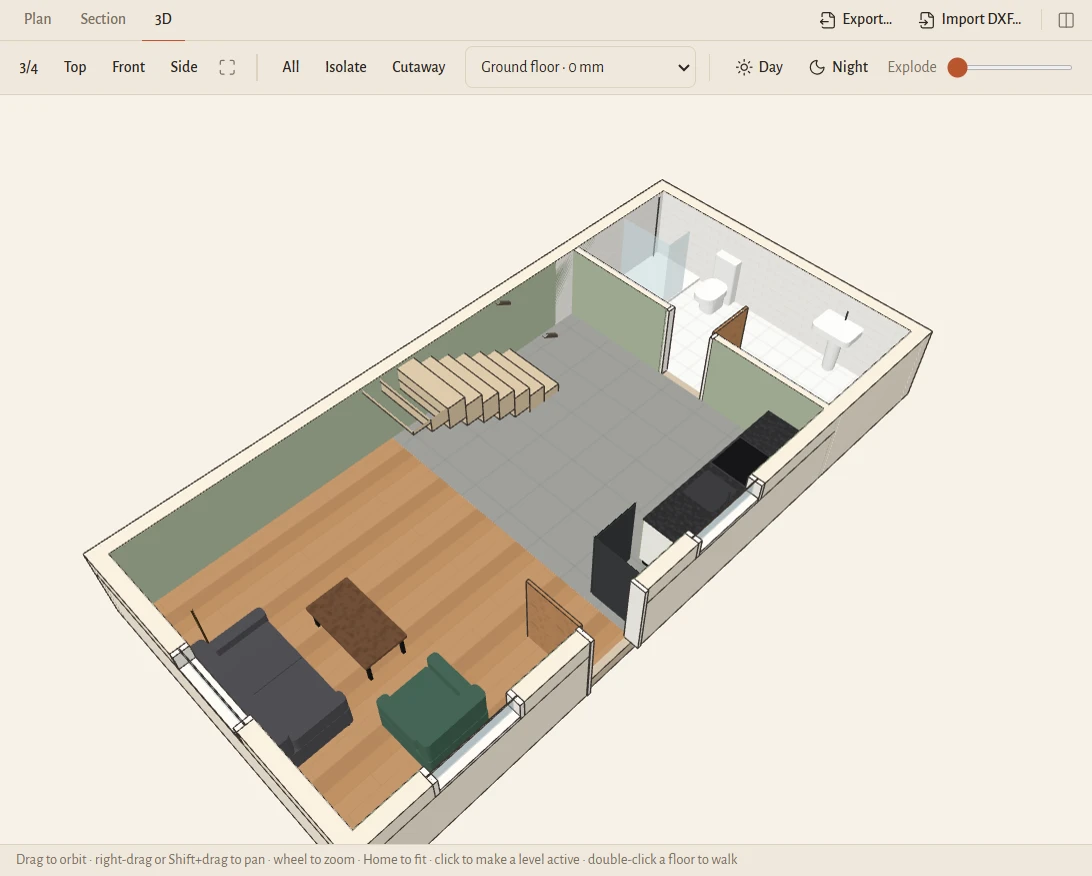 Plan Section 3D Export... Import DXF...
3/4 Top Front Side All Isolate Cutaway Ground floor · 0 mm Day Night Explode
Drag to orbit · right-drag or Shift+drag to pan · wheel to zoom · Home to fit · click to make a level active · double-click a floor to walk